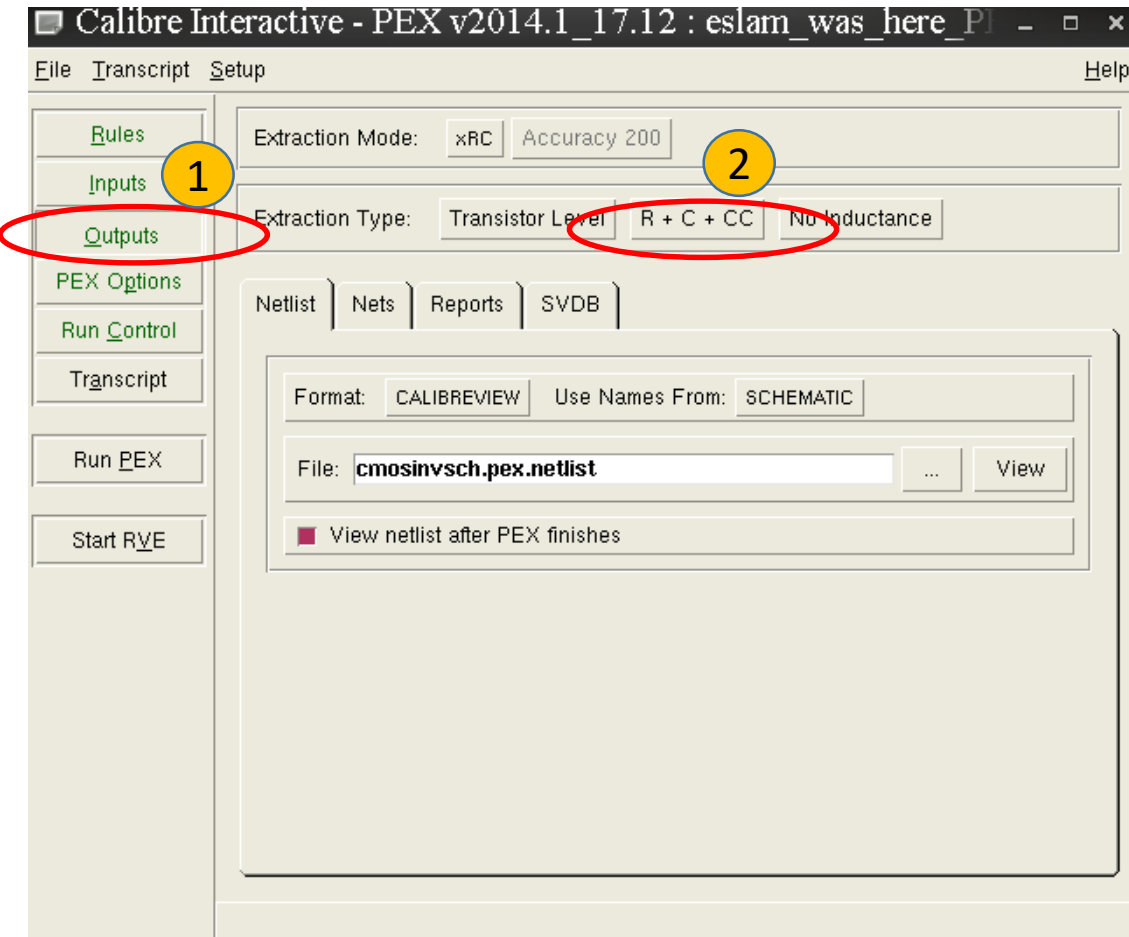 Calibre Interactive - PEX v2014.1_17.12 : eslam_was_here_P
File Transcript Setup Help
Rules
Inputs
Outputs
PEX Options
Run Control
Transcript
Run PEX
Start RVE
1
2
Extraction Mode: xRC Accuracy 200
Extraction Type: Transistor Level R + C + CC No Inductance
Netlist Nets Reports SVDB
Format: CALIBREVIEW Use Names From: SCHEMATIC
File: cmosinvsch.pex.netlist ... View
View netlist after PEX finishes